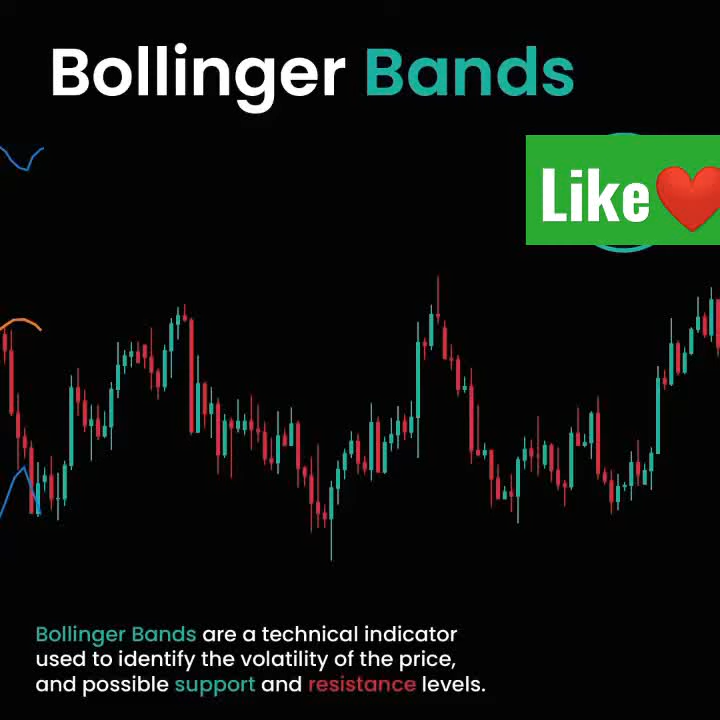 Bollinger Bands
Like❤️
Bollinger Bands are a technical indicator
used to identify the volatility of the price,
and possible support and resistance levels.